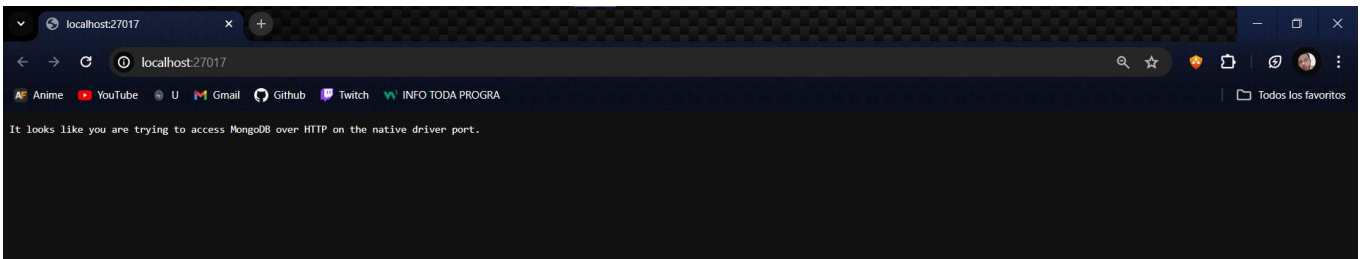 localhost:27017
localhost:27017
AF Anime YouTube U Gmail Github Twitch INFO TODA PROGRA Todos los favoritos
It looks like you are trying to access MongoDB over HTTP on the native driver port.